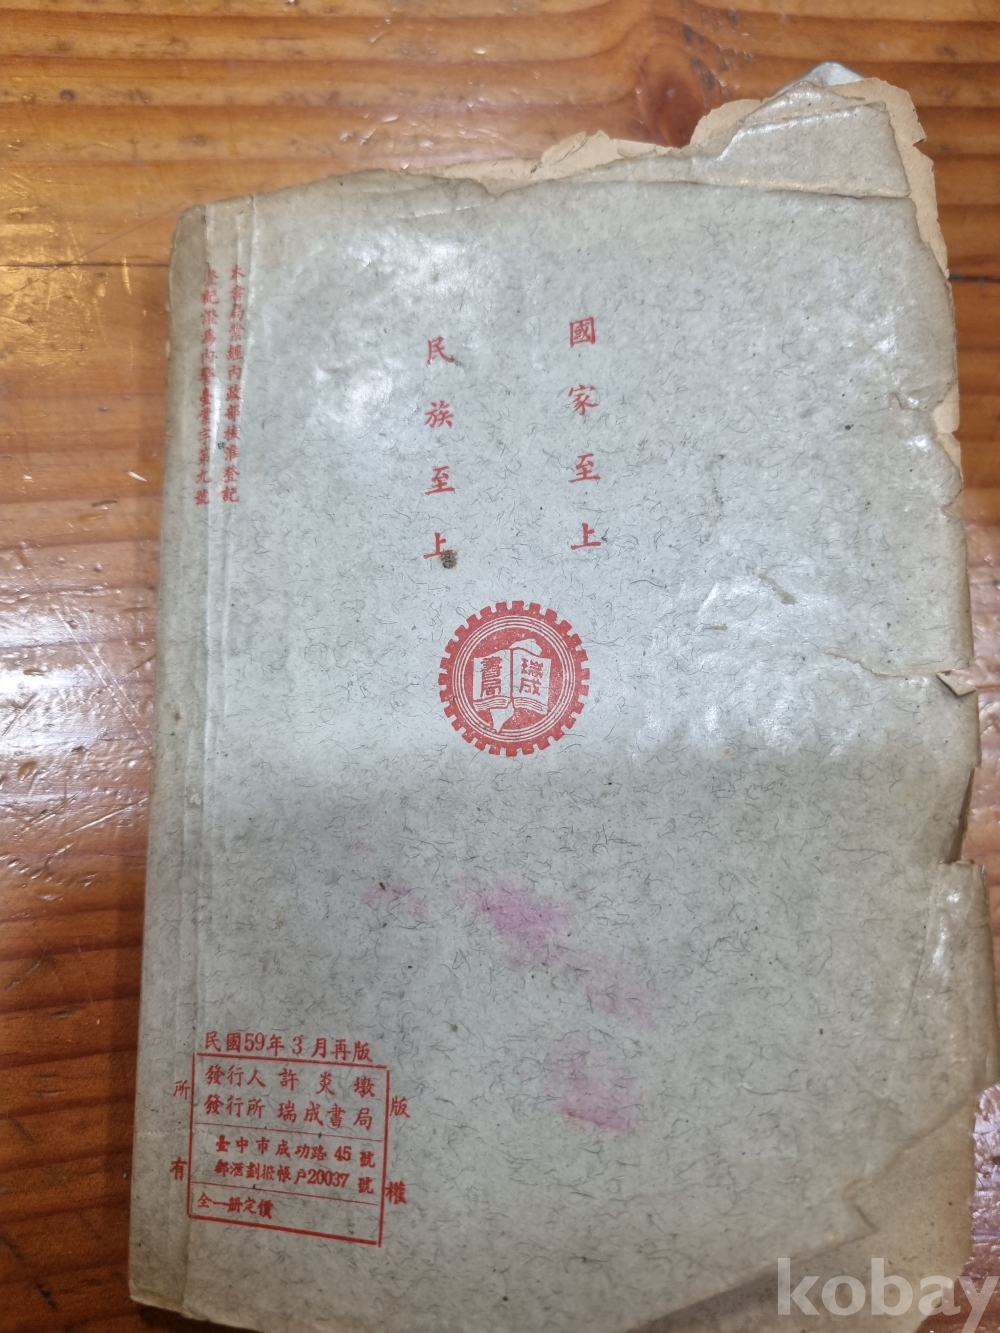 國家至上
民族至上
本書局業經內政部核准登記
登記證為內警臺業字第九號
瑞成
書局
民國59年3月再版
發行人 許炎墩
發行所 瑞成書局
臺中市成功路45號
郵滙劃撥帳戶20037號
全一冊定價
版權
所有
kobay